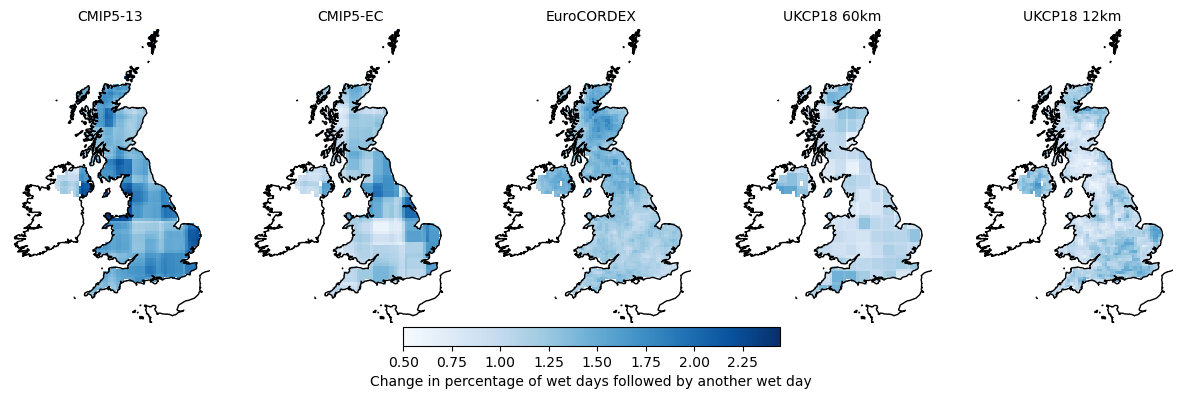 CMIP5-13 CMIP5-EC EuroCORDEX UKCP18 60km UKCP18 12km
0.50 0.75 1.00 1.25 1.50 1.75 2.00 2.25
Change in percentage of wet days followed by another wet day